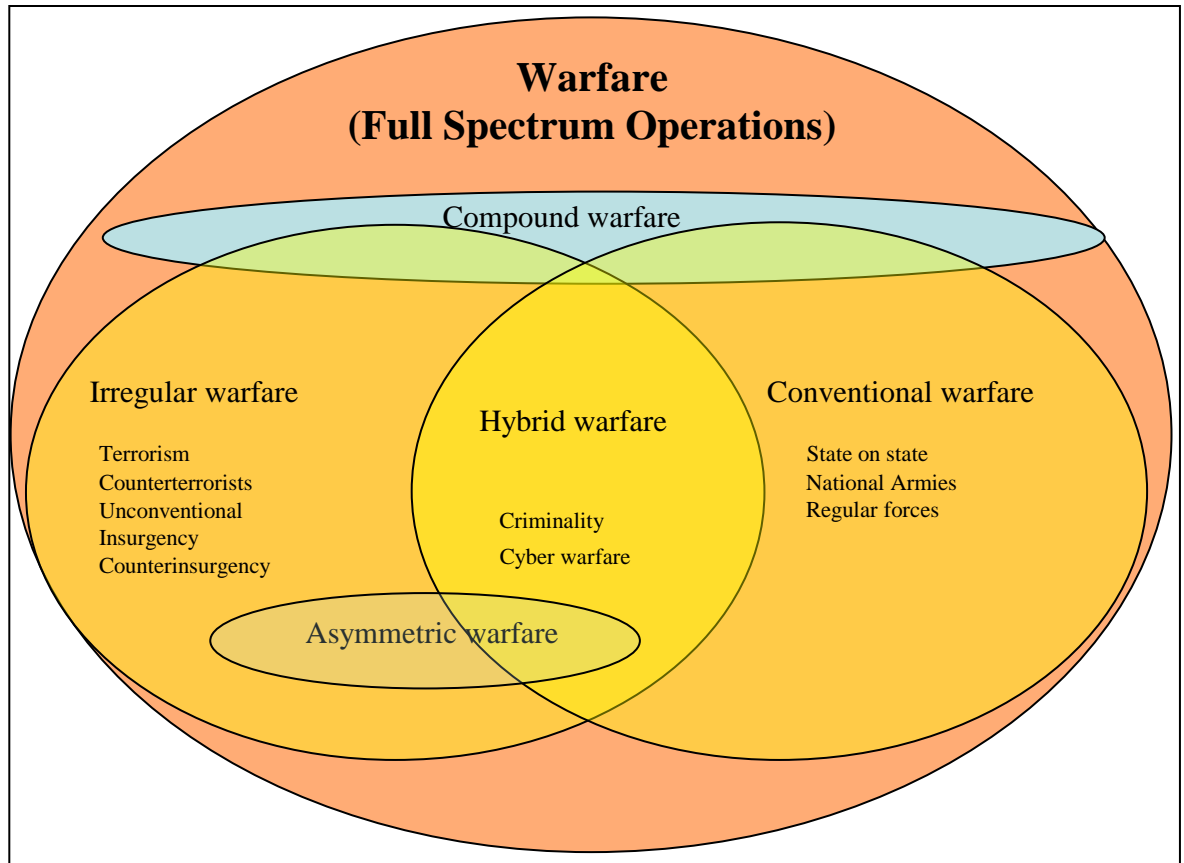 Warfare
(Full Spectrum Operations)
Compound warfare
Irregular warfare
Terrorism
Counterterrorists
Unconventional
Insurgency
Counterinsurgency
Hybrid warfare
Criminality
Cyber warfare
Conventional warfare
State on state
National Armies
Regular forces
Asymmetric warfare